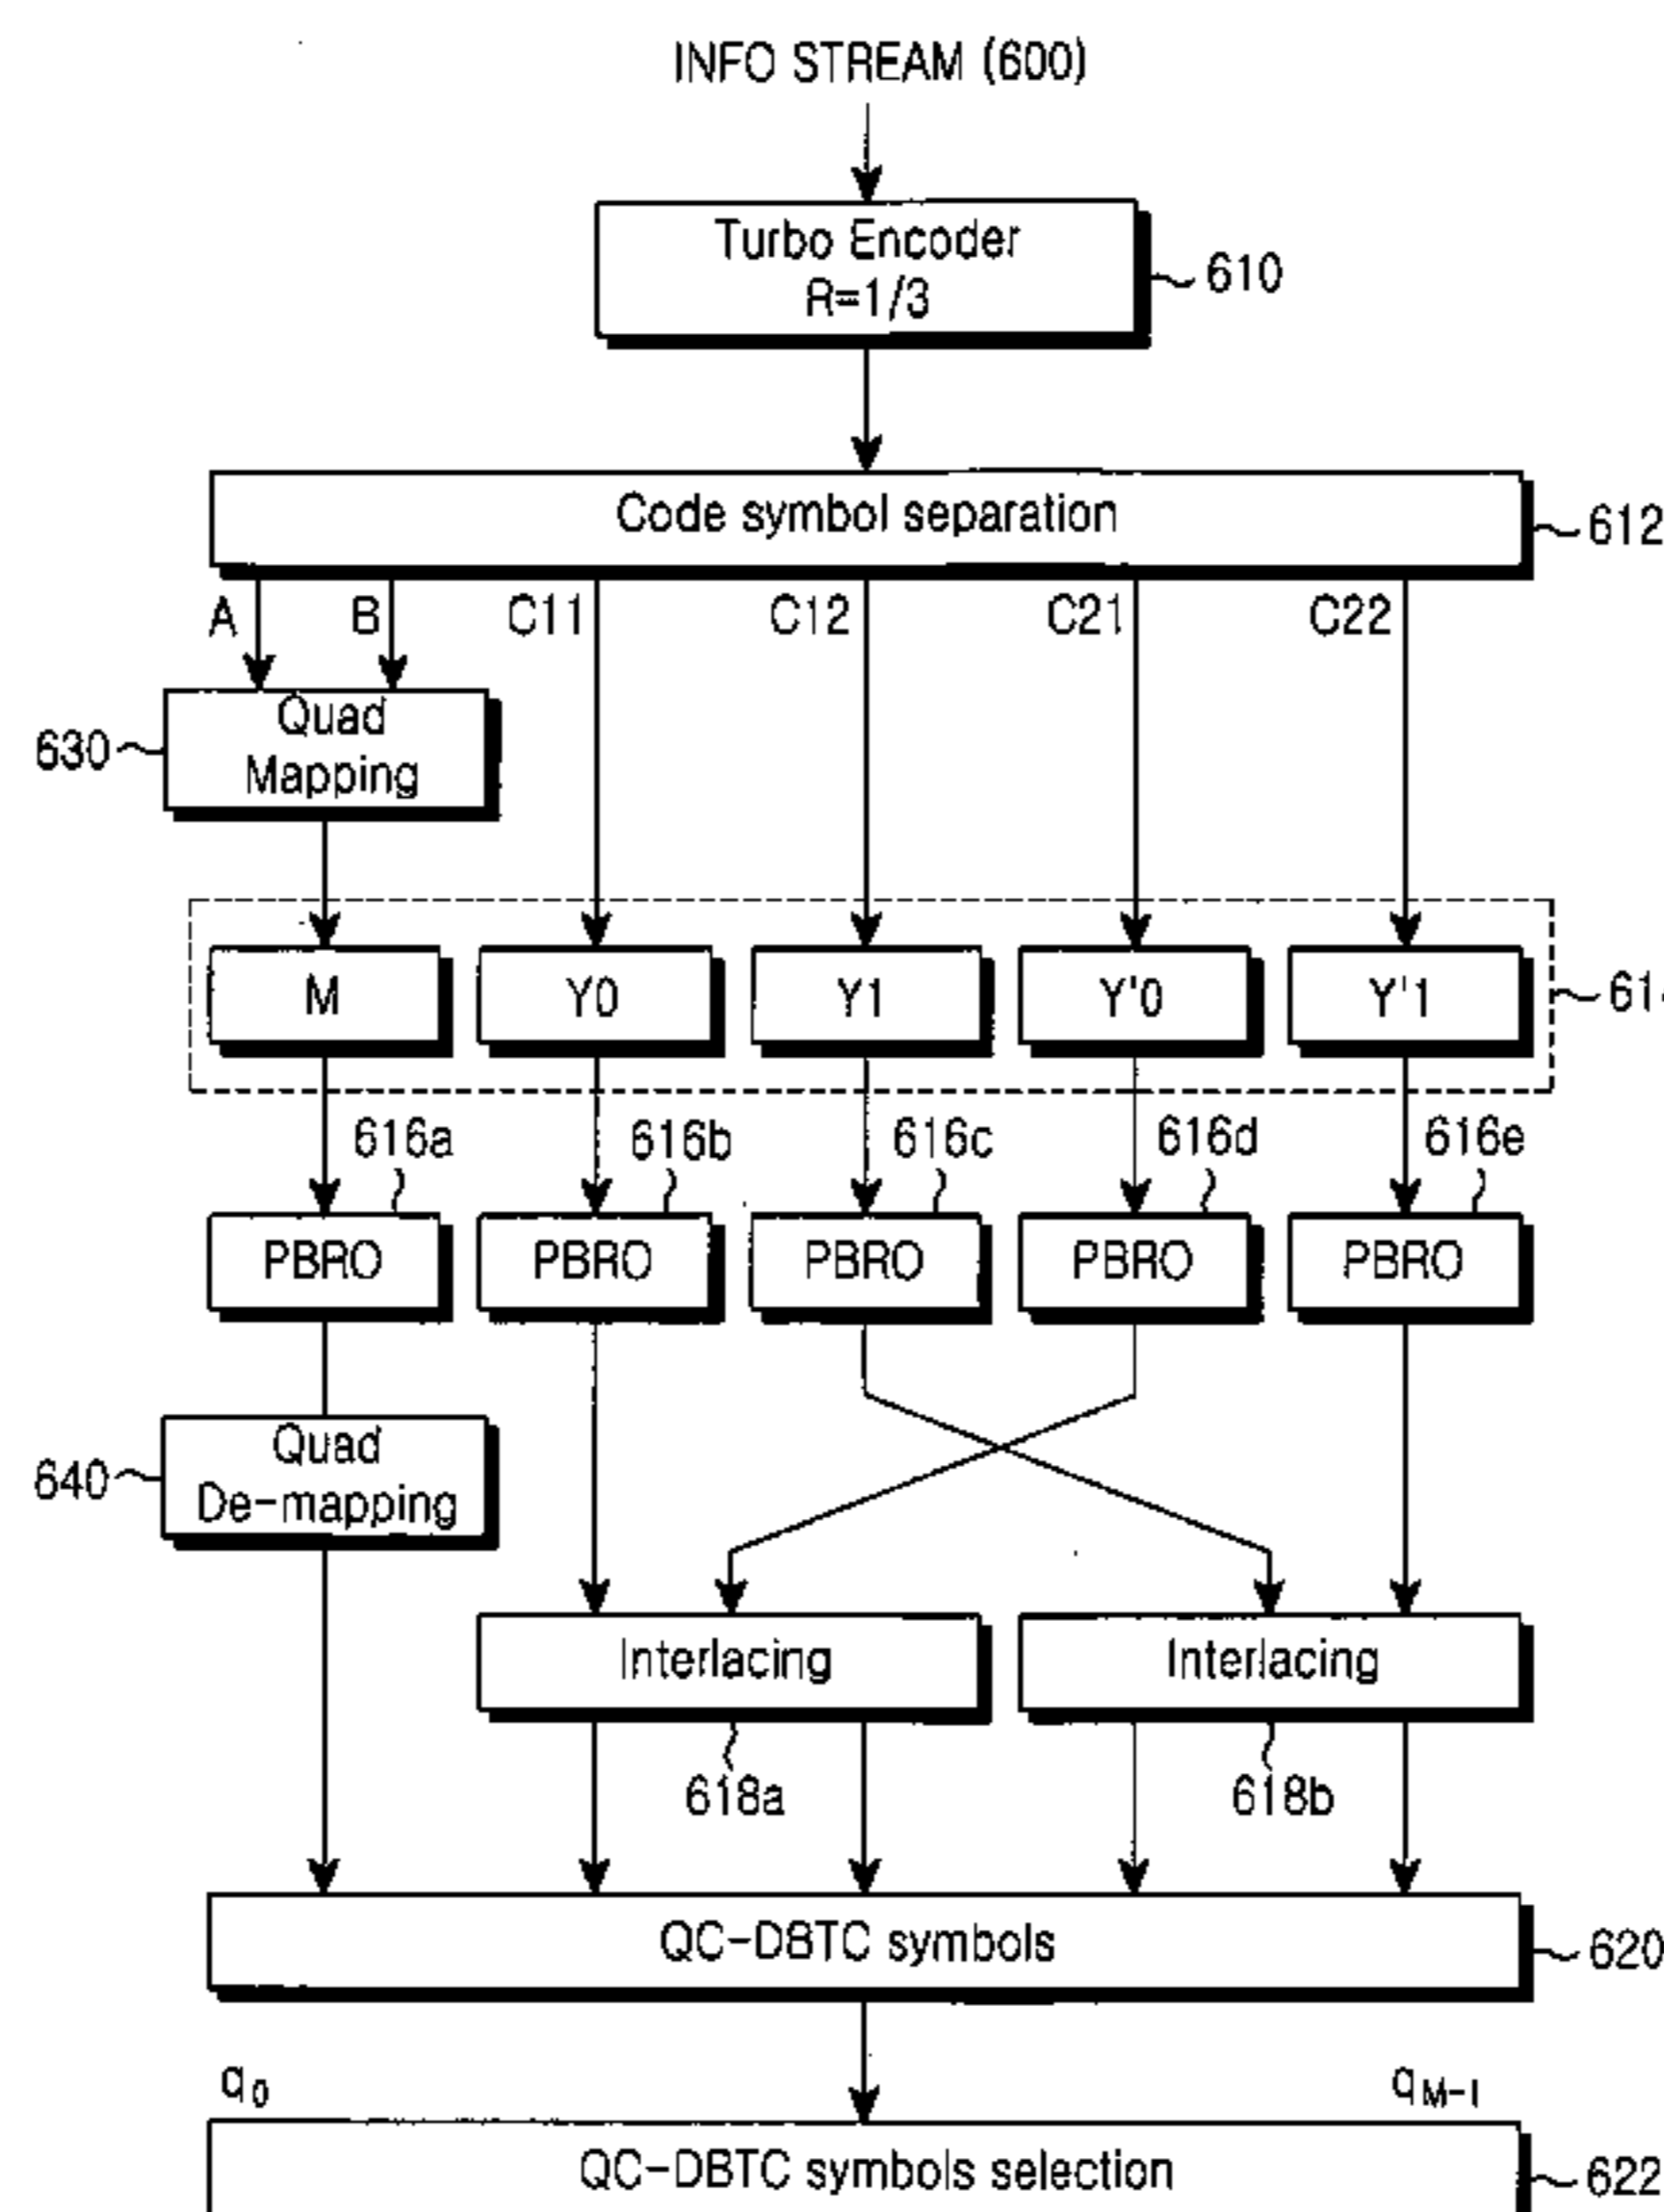 INFO STREAM (600)
Turbo Encoder
R=1/3
610
Code symbol separation
612
A
B
C11
C12
C21
C22
Quad
Mapping
630
M
Y0
Y1
Y'0
Y'1
616a
616b
616c
616d
616e
PBRO
PBRO
PBRO
PBRO
PBRO
Quad
De-mapping
640
Interlacing
Interlacing
618a
618b
QC-DBTC symbols
620
q0
qM-1
QC-DBTC symbols selection
622